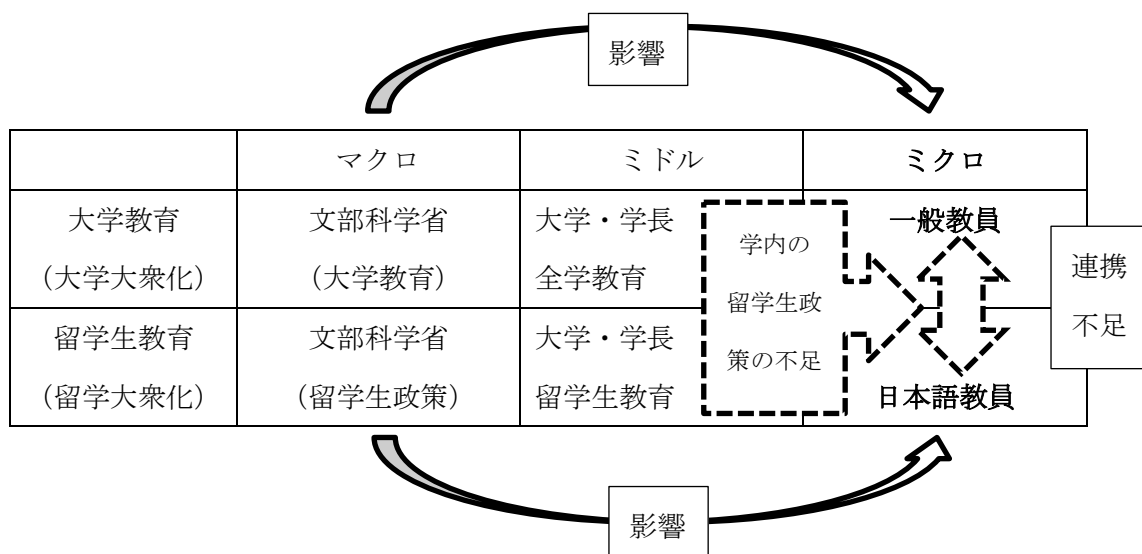 影響
マクロ
ミドル
ミクロ
大学教育
(大学大衆化)
文部科学省
(大学教育)
大学・学長
全学教育
学内の
留学生政
策の不足
一般教員
連携
不足
留学生教育
(留学大衆化)
文部科学省
(留学生政策)
大学・学長
留学生教育
日本語教員
影響